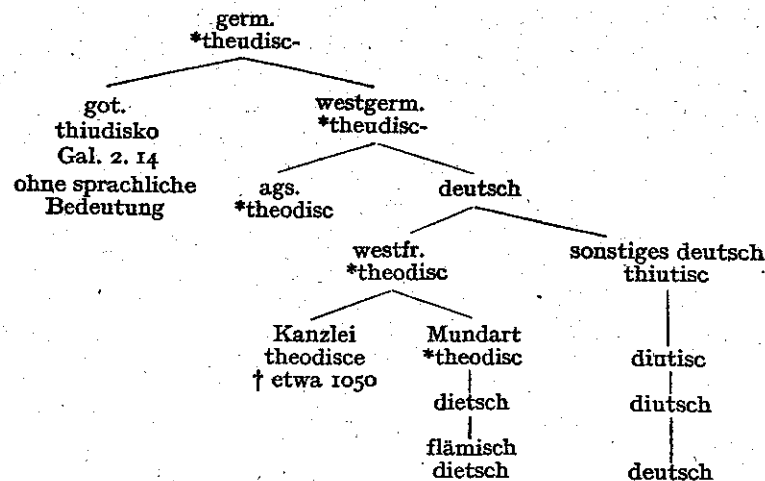 germ.
*theudisc-
got.
thiudisko
Gal. 2. 14
ohne sprachliche
Bedeutung
westgerm.
*theudisc-
ags.
*theodisc
deutsch
westfr.
*theodisc
sonstiges deutsch
thiutisc
Kanzlei
theodisce
† etwa 1050
Mundart
*theodisc
diutisc
dietsch
diutsch
flämisch
dietsch
deutsch